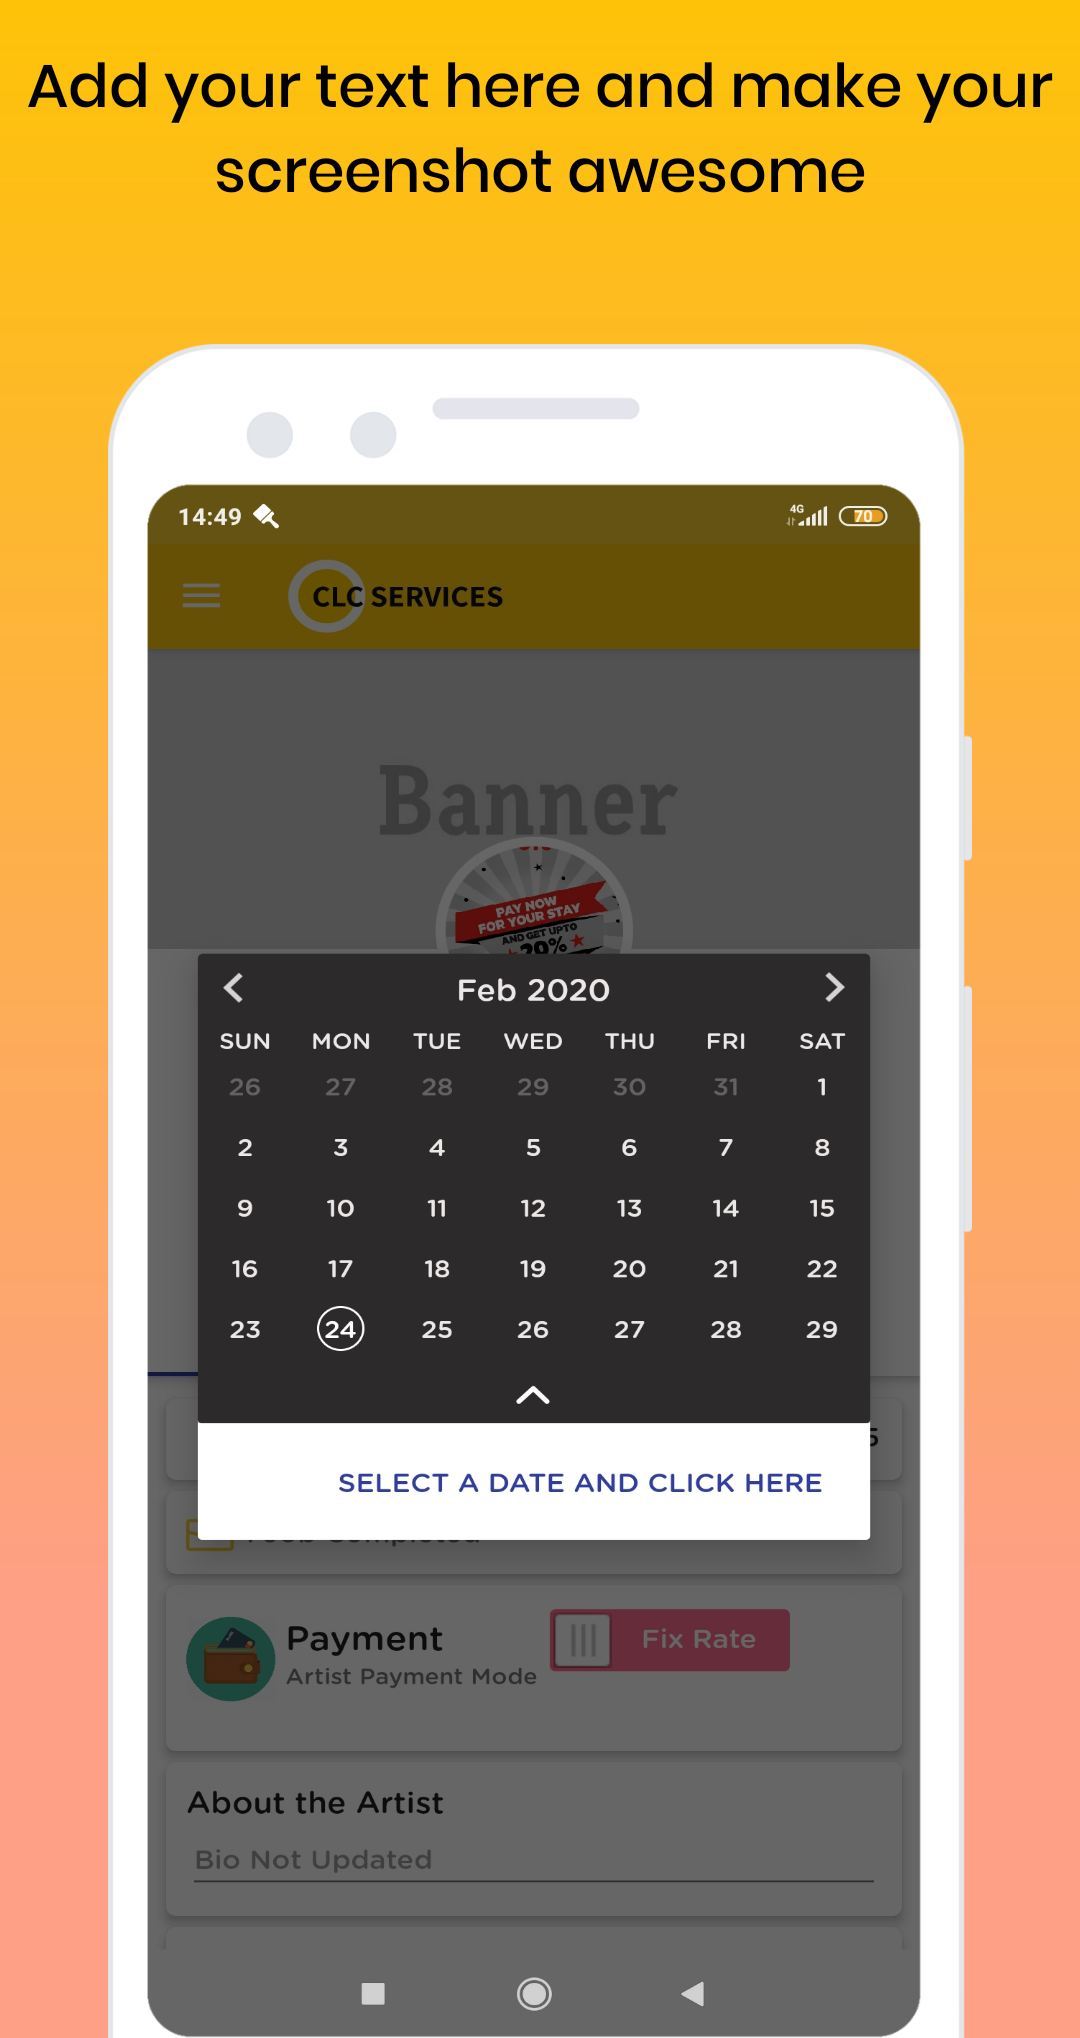 Add your text here and make your
screenshot awesome
14:49
4G
70
CLC SERVICES
Banner
PAY NOW
FOR YOUR STAY
AND GET UPTO
20%
Feb 2020
SUN MON TUE WED THU FRI SAT
26 27 28 29 30 31 1
2 3 4 5 6 7 8
9 10 11 12 13 14 15
16 17 18 19 20 21 22
23 24 25 26 27 28 29
5
SELECT A DATE AND CLICK HERE
Completed
Payment
Fix Rate
Artist Payment Mode
About the Artist
Bio Not Updated